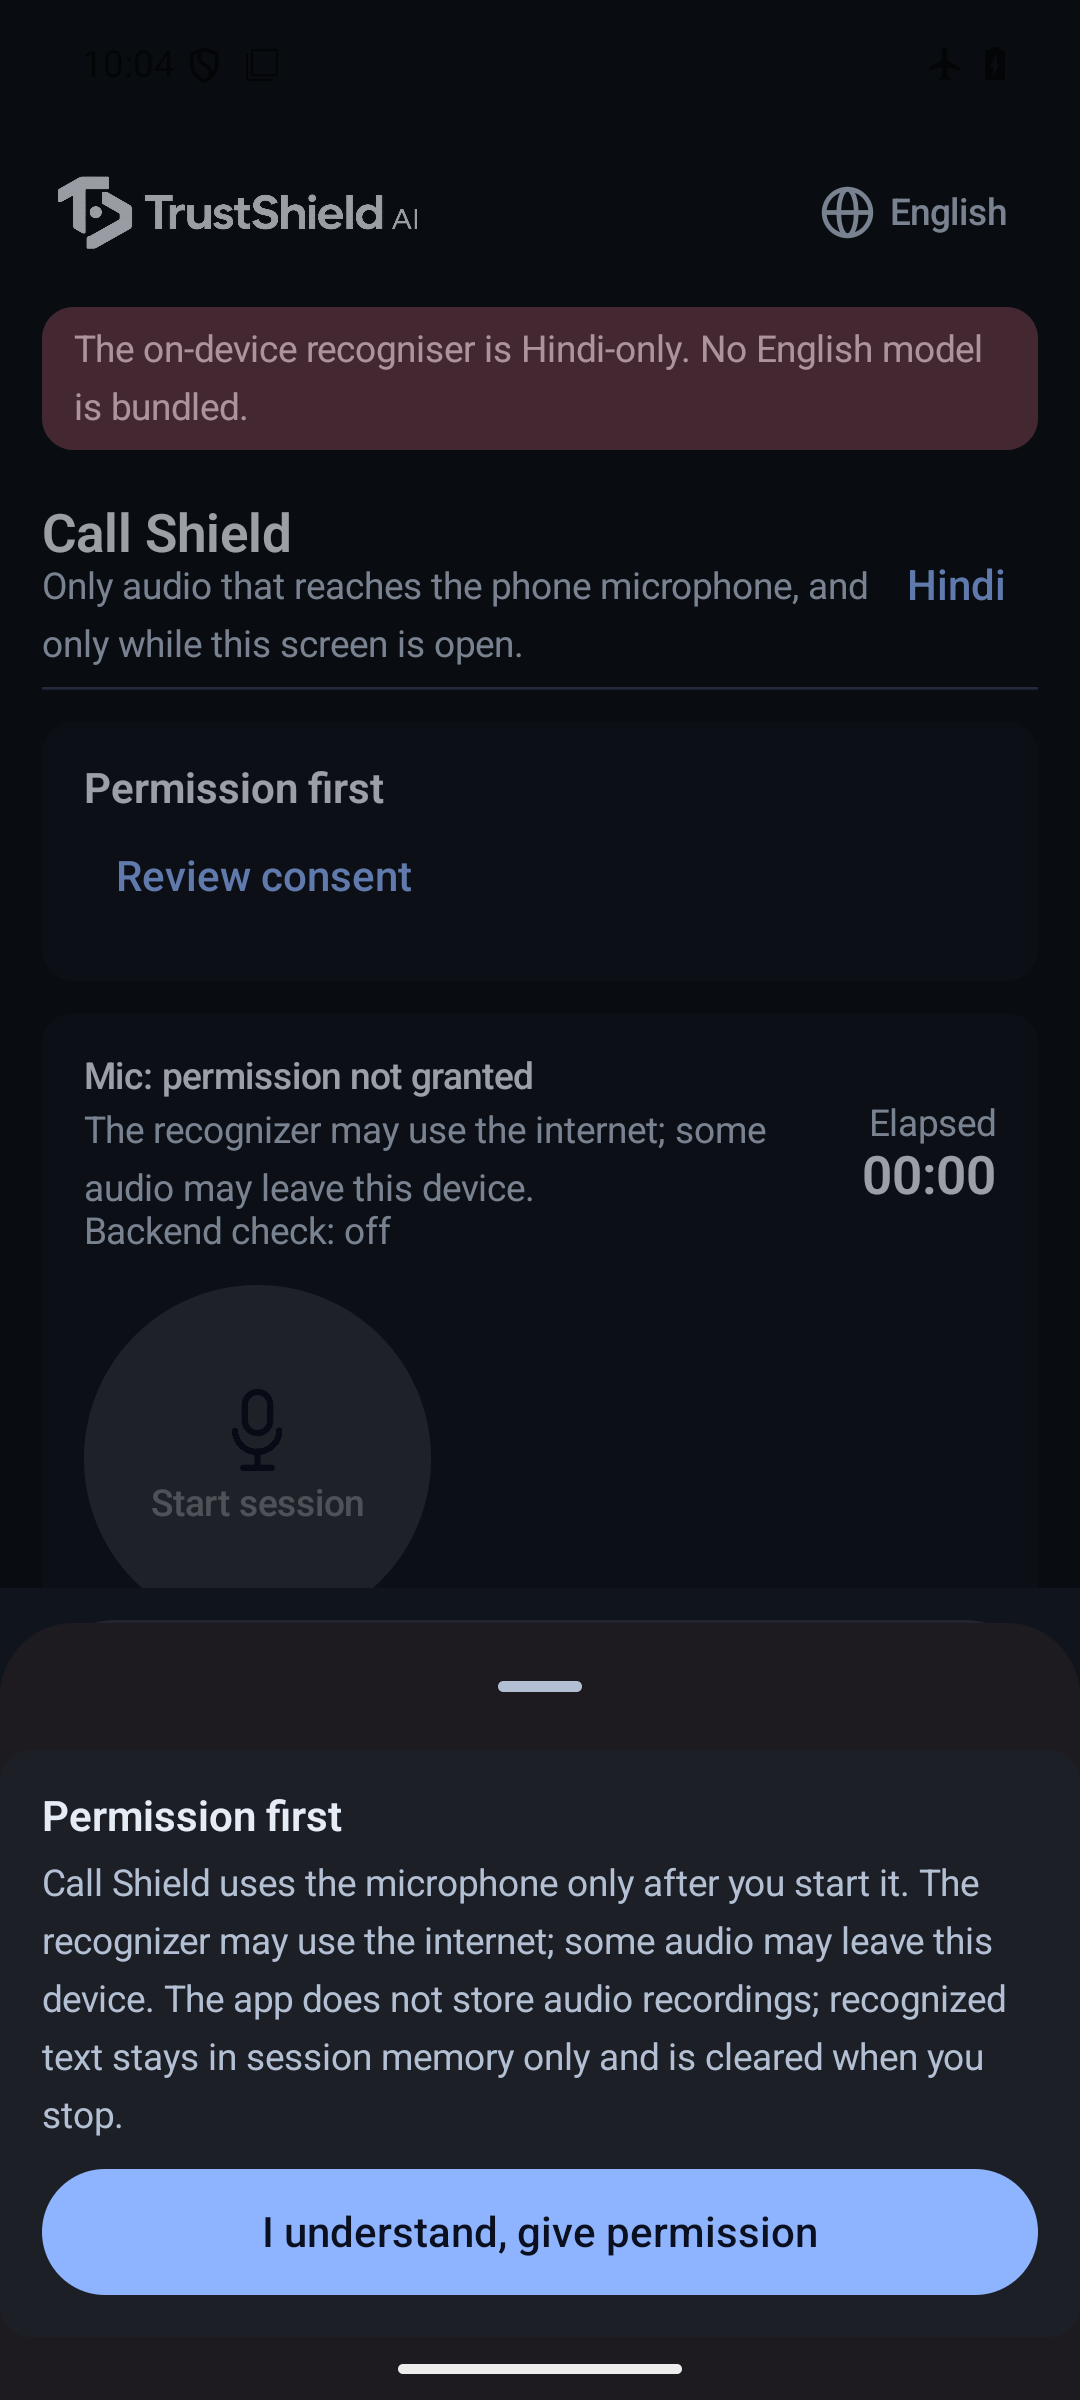 10:04
TrustShield AI
English
The on-device recogniser is Hindi-only. No English model
is bundled.
Call Shield
Only audio that reaches the phone microphone, and
only while this screen is open.
Hindi
Permission first
Review consent
Mic: permission not granted
The recognizer may use the internet; some
audio may leave this device.
Backend check: off
Elapsed
00:00
Start session
Permission first
Call Shield uses the microphone only after you start it. The
recognizer may use the internet; some audio may leave this
device. The app does not store audio recordings; recognized
text stays in session memory only and is cleared when you
stop.
I understand, give permission